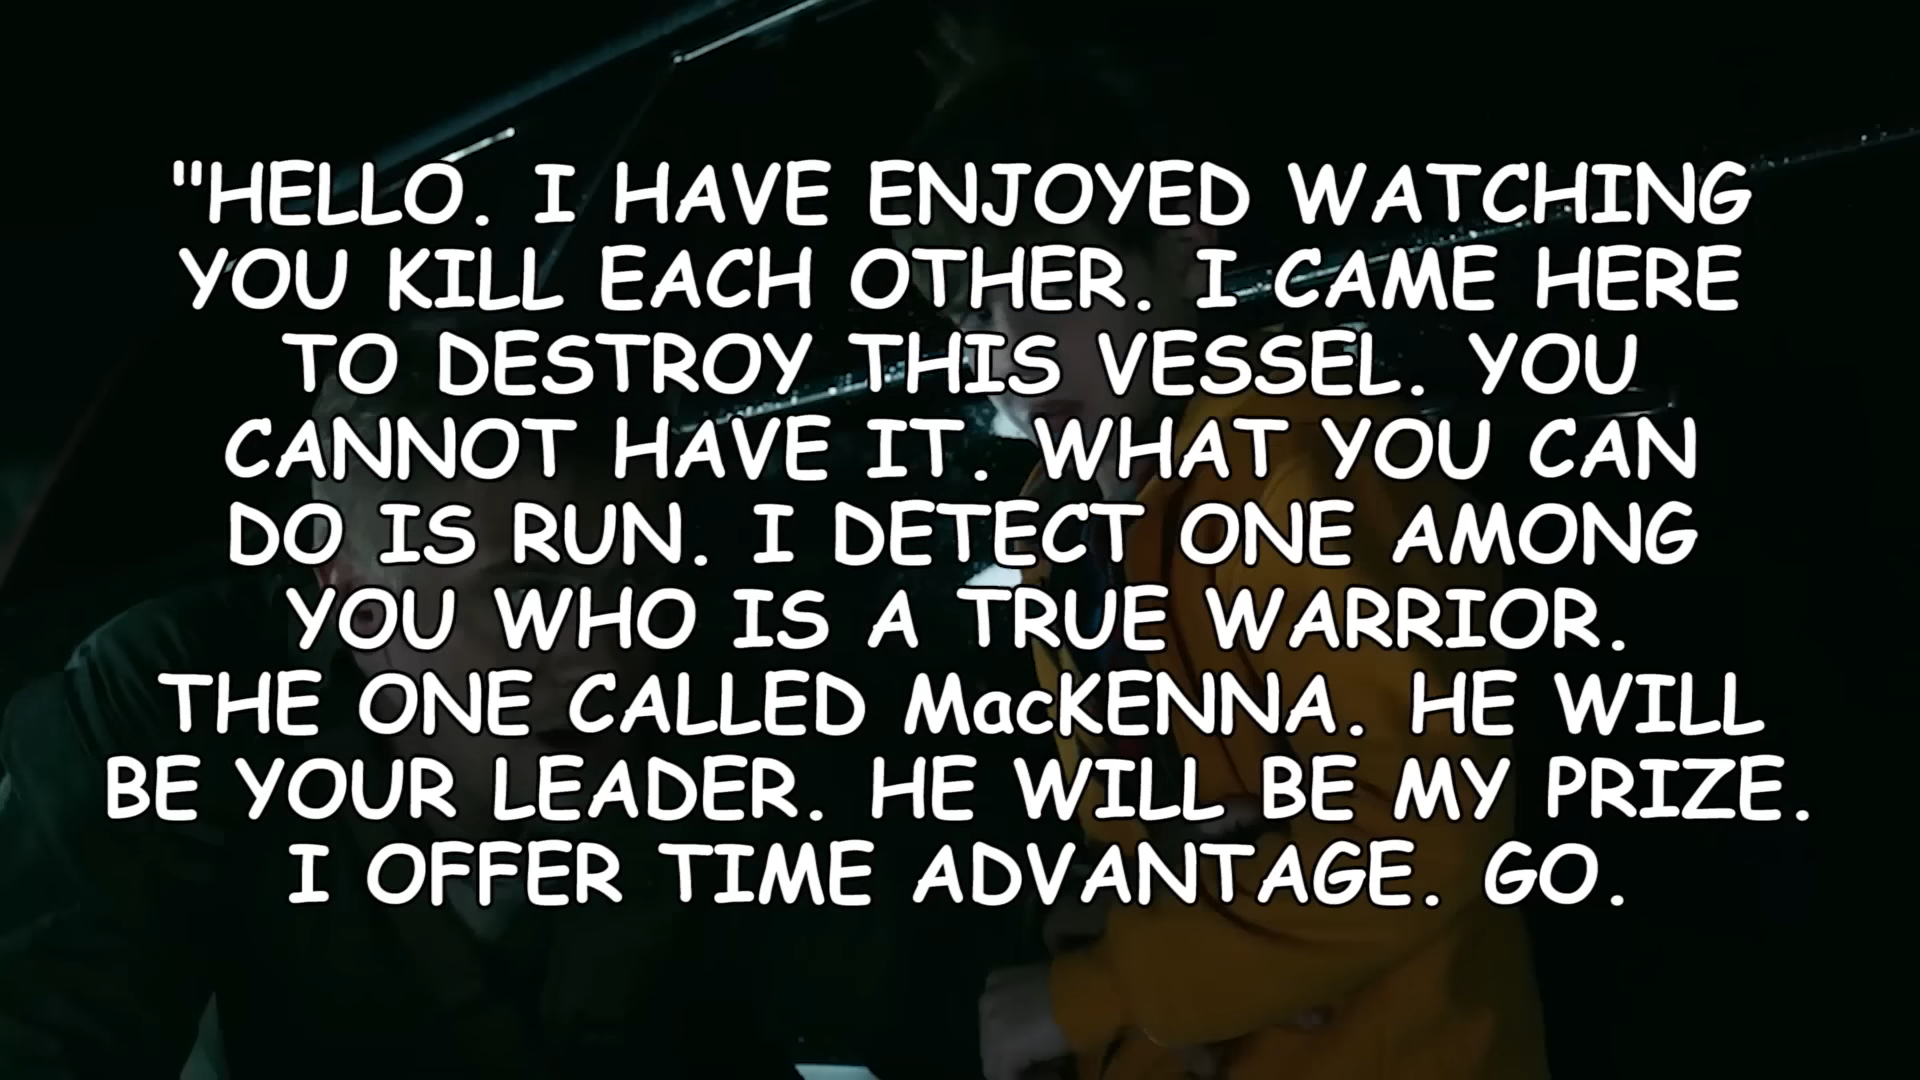 "HELLO. I HAVE ENJOYED WATCHING
YOU KILL EACH OTHER. I CAME HERE
TO DESTROY THIS VESSEL. YOU
CANNOT HAVE IT. WHAT YOU CAN
DO IS RUN. I DETECT ONE AMONG
YOU WHO IS A TRUE WARRIOR.
THE ONE CALLED MacKENNA. HE WILL
BE YOUR LEADER. HE WILL BE MY PRIZE.
I OFFER TIME ADVANTAGE. GO.